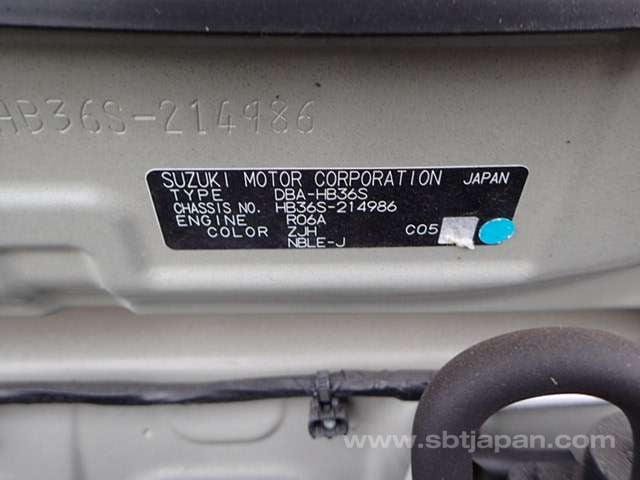 HB36S-214986
SUZUKI MOTOR CORPORATION JAPAN
TYPE DBA-HB36S
CHASSIS NO. HB36S-214986
ENGINE R06A
COLOR ZJH C05
NBLE-J
www.sbtjapan.com